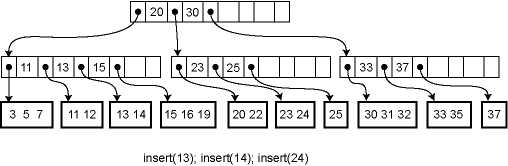 20 30
11 13 15 23 25 33 37
3 5 7 11 12 13 14 15 16 19 20 22 23 24 25 30 31 32 33 35 37
insert(13); insert(14); insert(24)